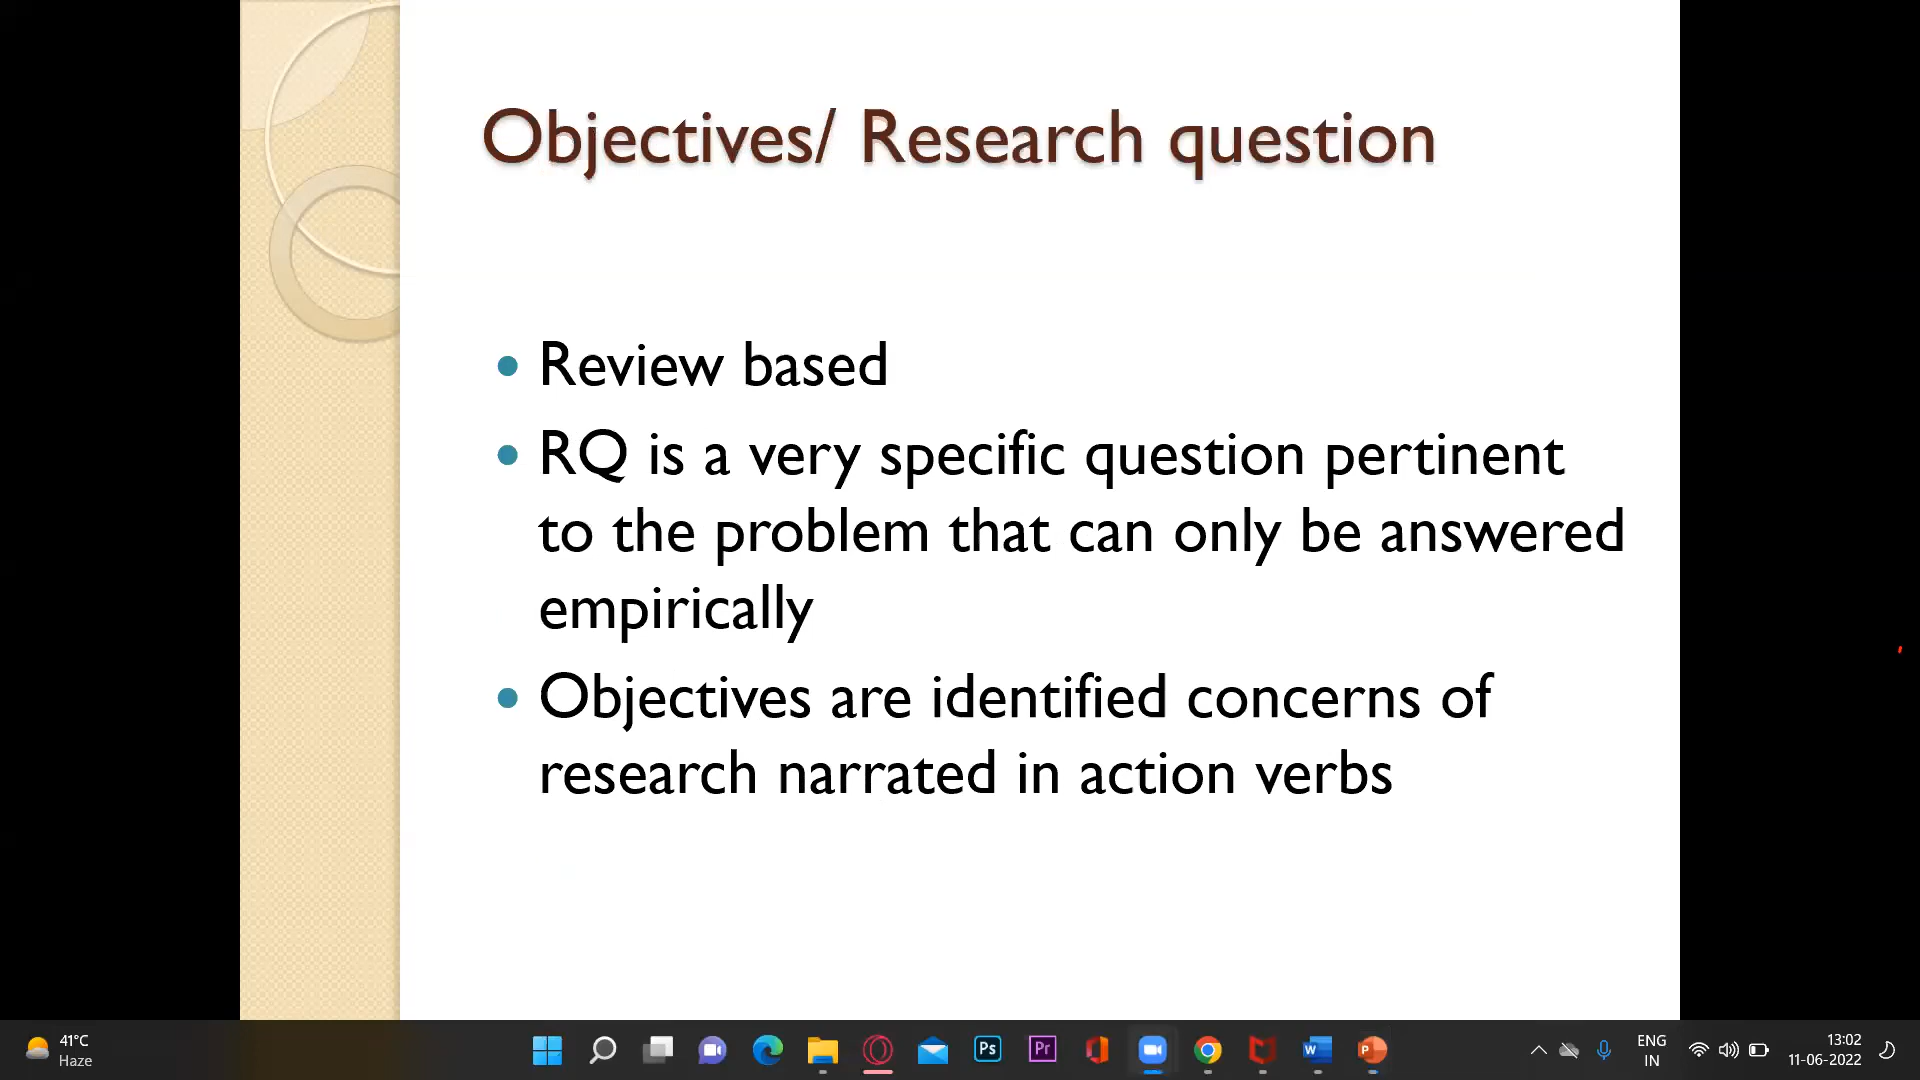 Objectives/ Research question
• Review based
• RQ is a very specific question pertinent
to the problem that can only be answered
empirically
• Objectives are identified concerns of
research narrated in action verbs
41°C
Haze
Ps
Pr
W
P
ENG
IN
13:02
11-06-2022